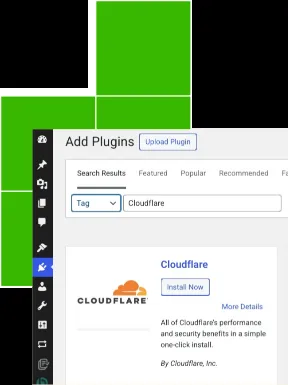 Add Plugins Upload Plugin
Search Results Featured Popular Recommended
Tag Cloudflare
Cloudflare
Install Now
CLOUDFLARE
More Details
All of Cloudflare's performance
and security benefits in a simple
one-click install.
By Cloudflare, Inc.